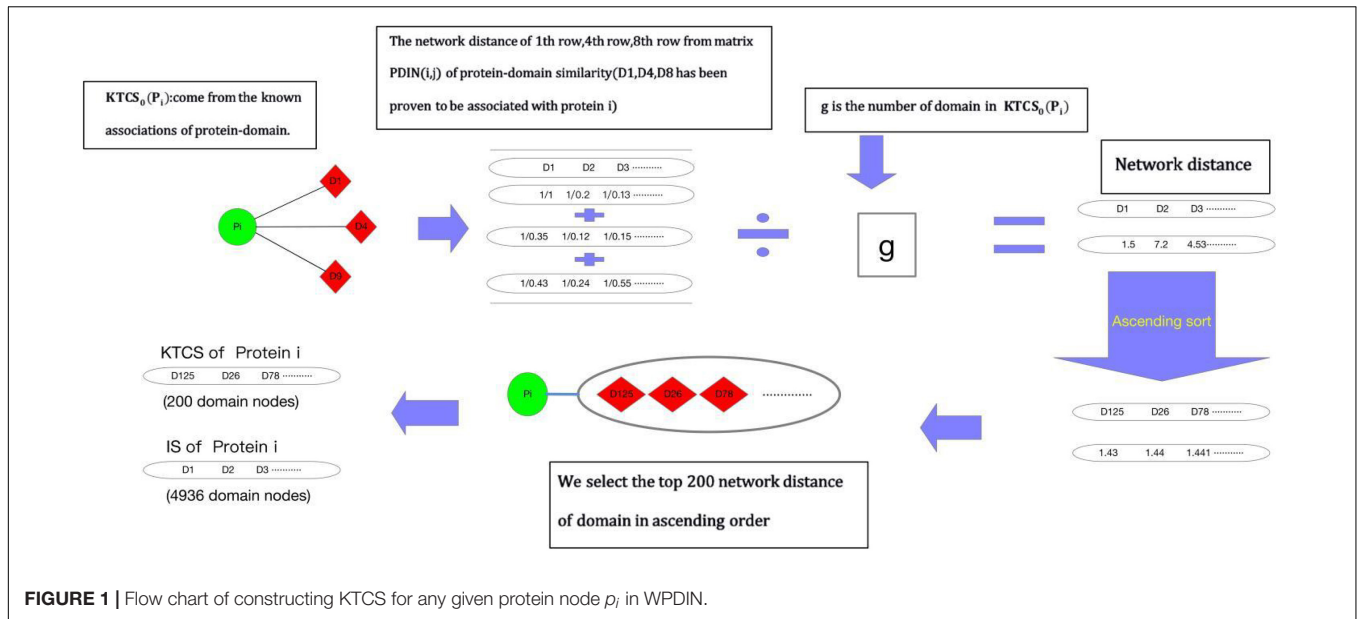 KTCS₀(Pᵢ):come from the known
associations of protein-domain.
The network distance of 1th row,4th row,8th row from matrix
PDIN(i,j) of protein-domain similarity(D1,D4,D8 has been
proven to be associated with protein i)
g is the number of domain in KTCS₀(Pᵢ)
Network distance
Pi
D1
D4
D9
D1 D2 D3 ...........
1/1 1/0.2 1/0.13 ...........
1/0.35 1/0.12 1/0.15 ...........
1/0.43 1/0.24 1/0.55 ...........
÷
g
=
D1 D2 D3 ...........
1.5 7.2 4.53...........
Ascending sort
D125 D26 D78 ...........
1.43 1.44 1.441 ...........
Pi
D125 D26 D78 ..............
We select the top 200 network distance
of domain in ascending order
KTCS of Protein i
D125 D26 D78 ...........
(200 domain nodes)
IS of Protein i
D1 D2 D3 ...........
(4936 domain nodes)
FIGURE 1 | Flow chart of constructing KTCS for any given protein node pᵢ in WPDIN.